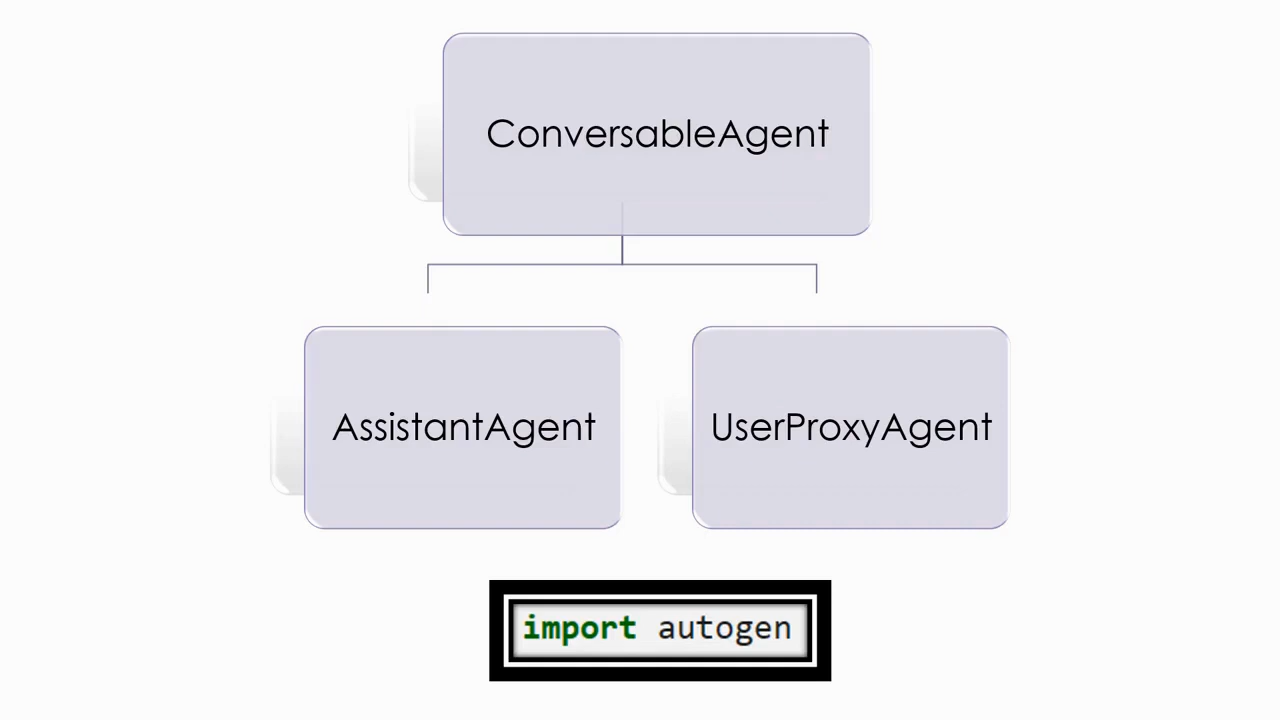 ConversableAgent
AssistantAgent
UserProxyAgent
import autogen